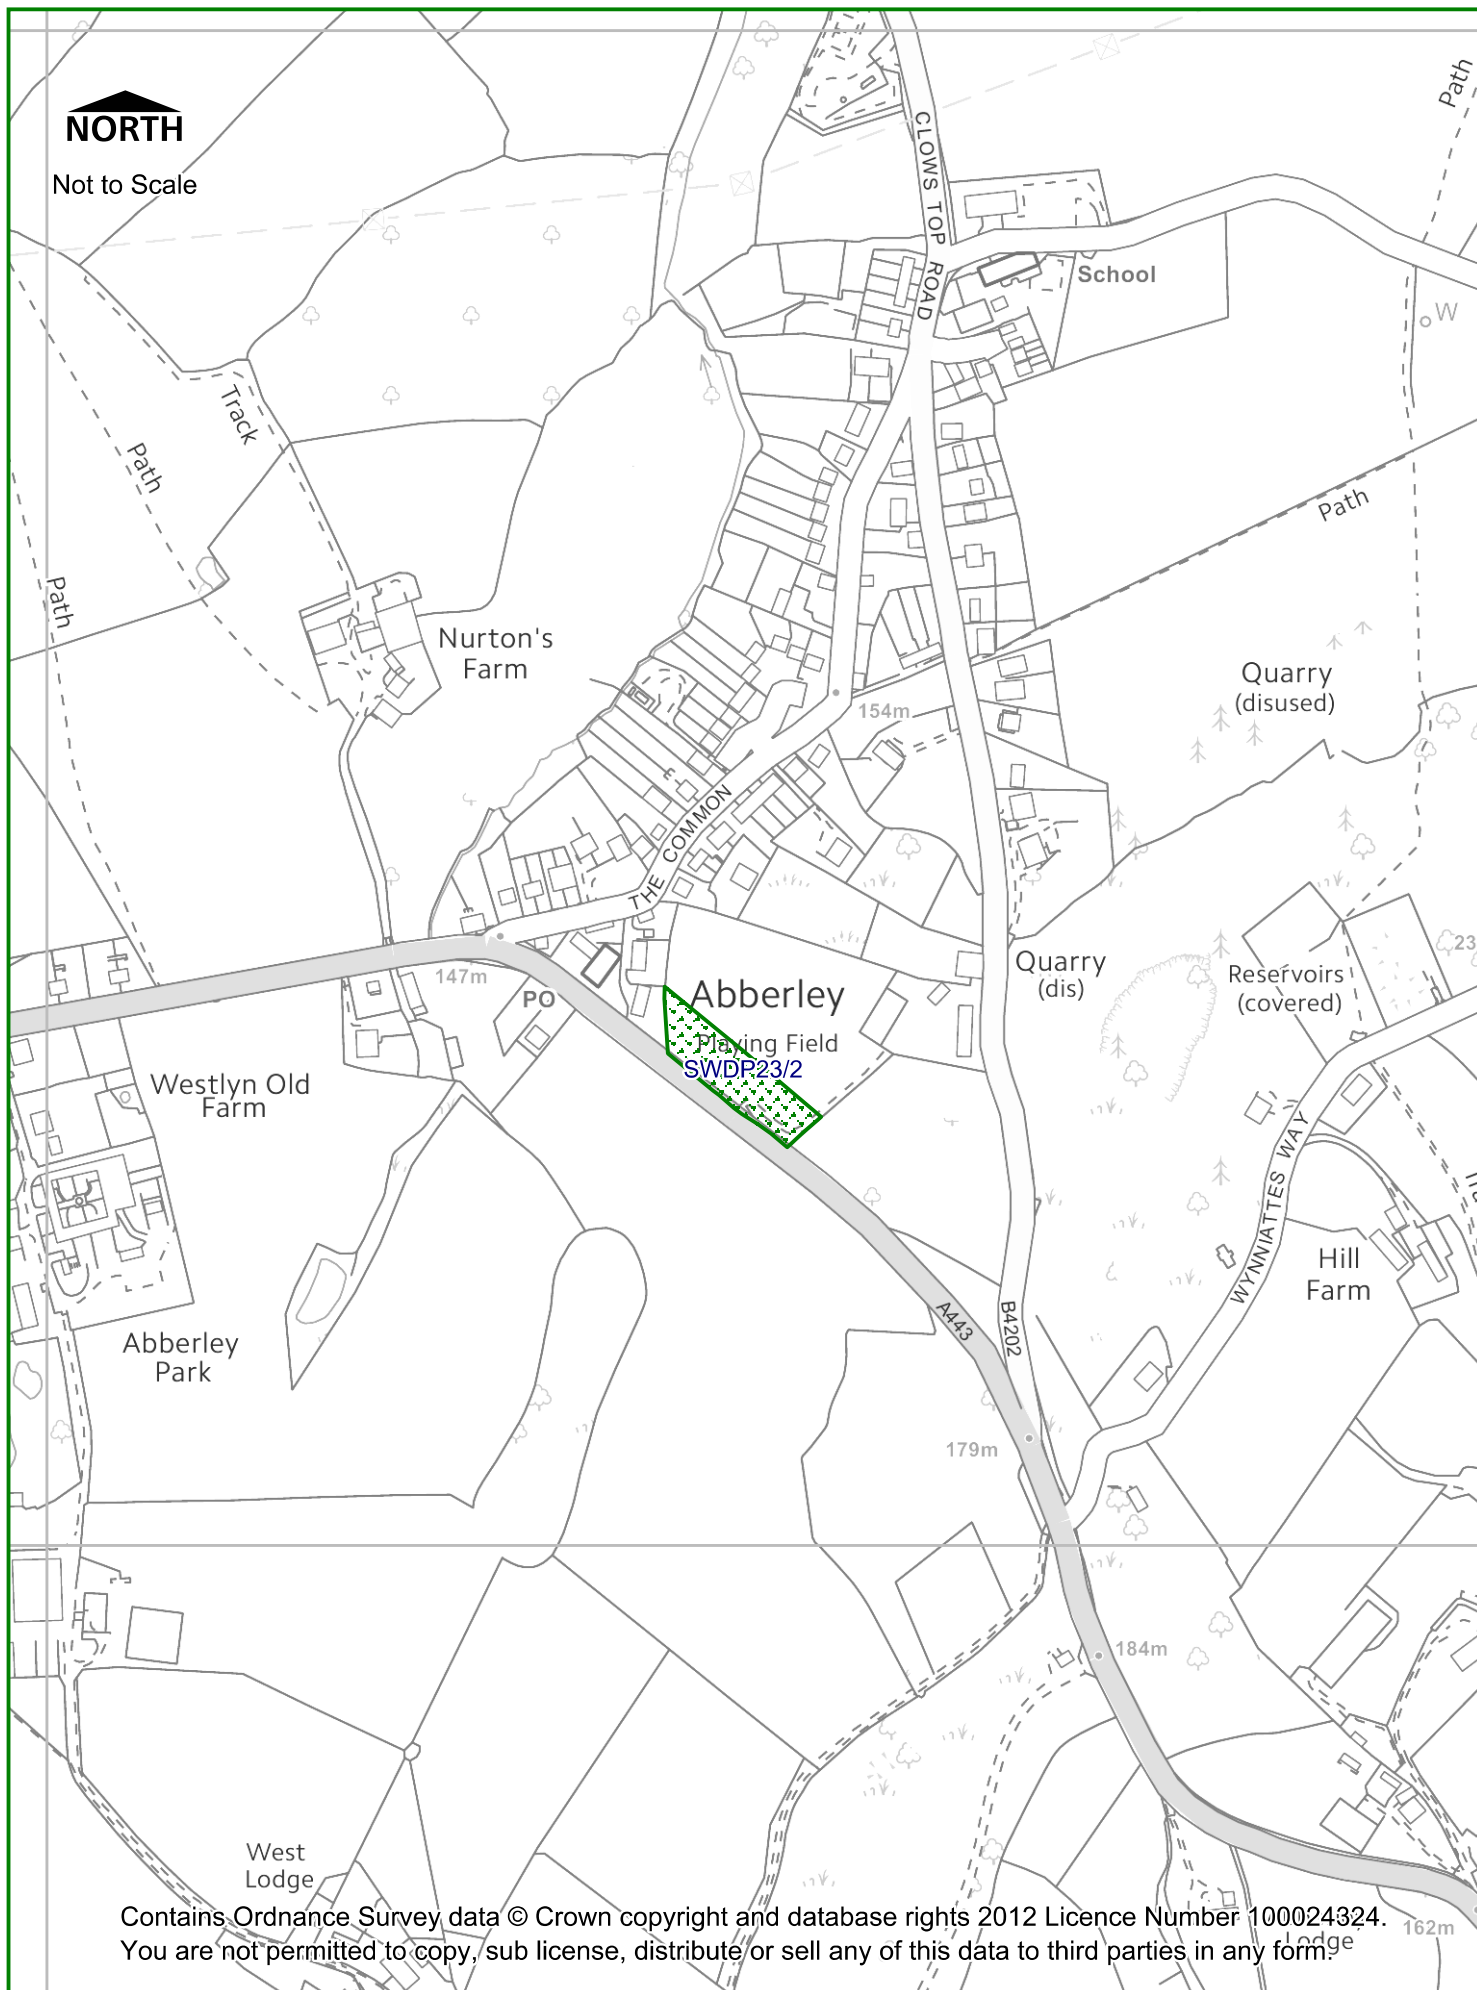 NORTH
Not to Scale
Path
CLOWS TOP ROAD
School
W
Track
Path
Path
Path
Nurton's
Farm
Quarry
(disused)
154m
THE COMMON
147m
PO
Abberley
Playing Field
SWDP23/2
Quarry
(dis)
Reservoirs
(covered)
23
Westlyn Old
Farm
WYNNIATTES WAY
Hill
Farm
Abberley
Park
A443
B4202
179m
184m
West
Lodge
Contains Ordnance Survey data © Crown copyright and database rights 2012 Licence Number 100024324.
You are not permitted to copy, sub license, distribute or sell any of this data to third parties in any form.
Lodge
162m